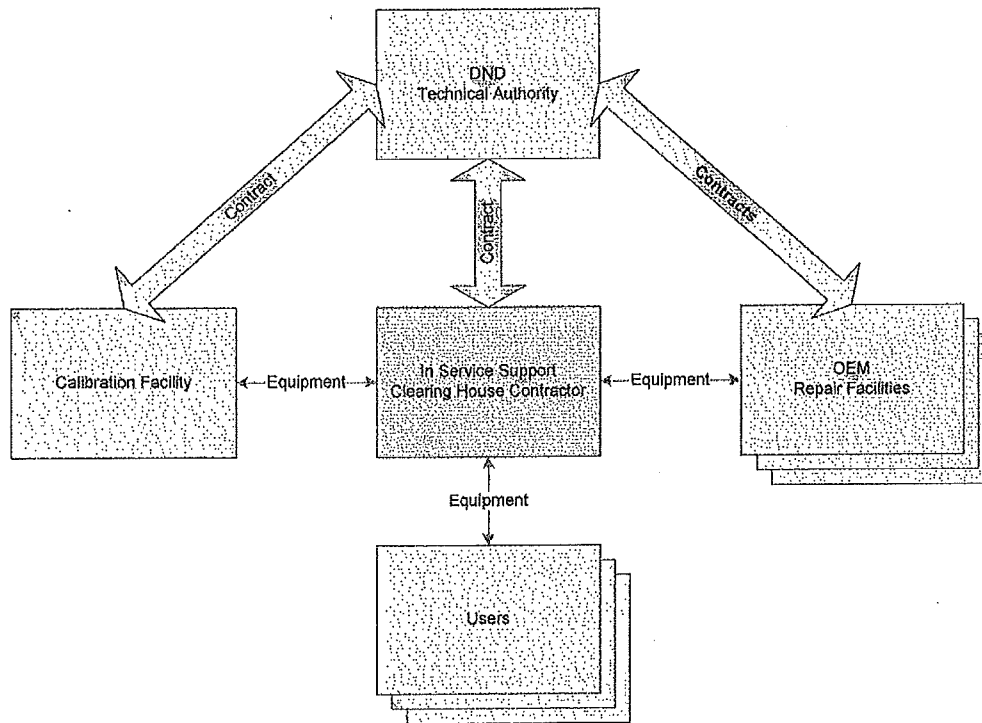 DND
Technical Authority
Contract
Contract
Contracts
Calibration Facility
Equipment
In Service Support
Clearing House Contractor
Equipment
OEM
Repair Facilities
Equipment
Users